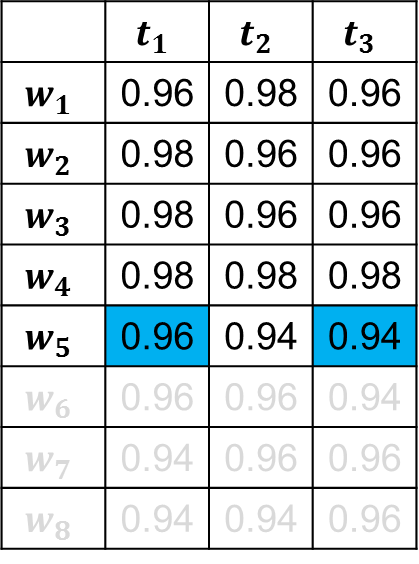 t₁ t₂ t₃
w₁ 0.96 0.98 0.96
w₂ 0.98 0.96 0.96
w₃ 0.98 0.96 0.96
w₄ 0.98 0.98 0.98
w₅ 0.96 0.94 0.94
w₆ 0.96 0.96 0.94
w₇ 0.94 0.96 0.96
w₈ 0.94 0.94 0.96